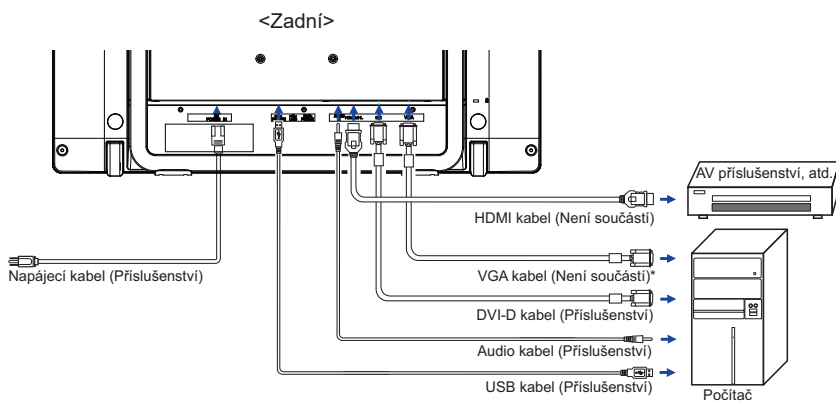 <Zadní>
VGA
AV příslušenství, atd.
HDMI kabel (Není součástí)
Napájecí kabel (Příslušenství)
VGA kabel (Není součástí)*
DVI-D kabel (Příslušenství)
Audio kabel (Příslušenství)
USB kabel (Příslušenství)
Počítač